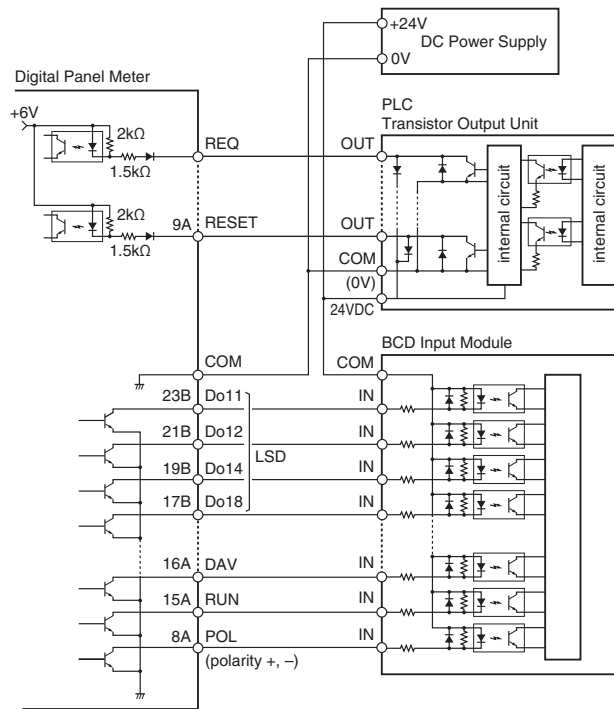 +24V
DC Power Supply
0V
Digital Panel Meter
PLC
Transistor Output Unit
+6V
2kΩ
REQ
OUT
1.5kΩ
internal circuit
internal circuit
2kΩ
9A RESET
OUT
1.5kΩ
COM
(0V)
24VDC
BCD Input Module
COM
COM
23B Do11
IN
21B Do12
IN
LSD
19B Do14
IN
17B Do18
IN
16A DAV
IN
15A RUN
IN
8A POL
IN
(polarity +, –)